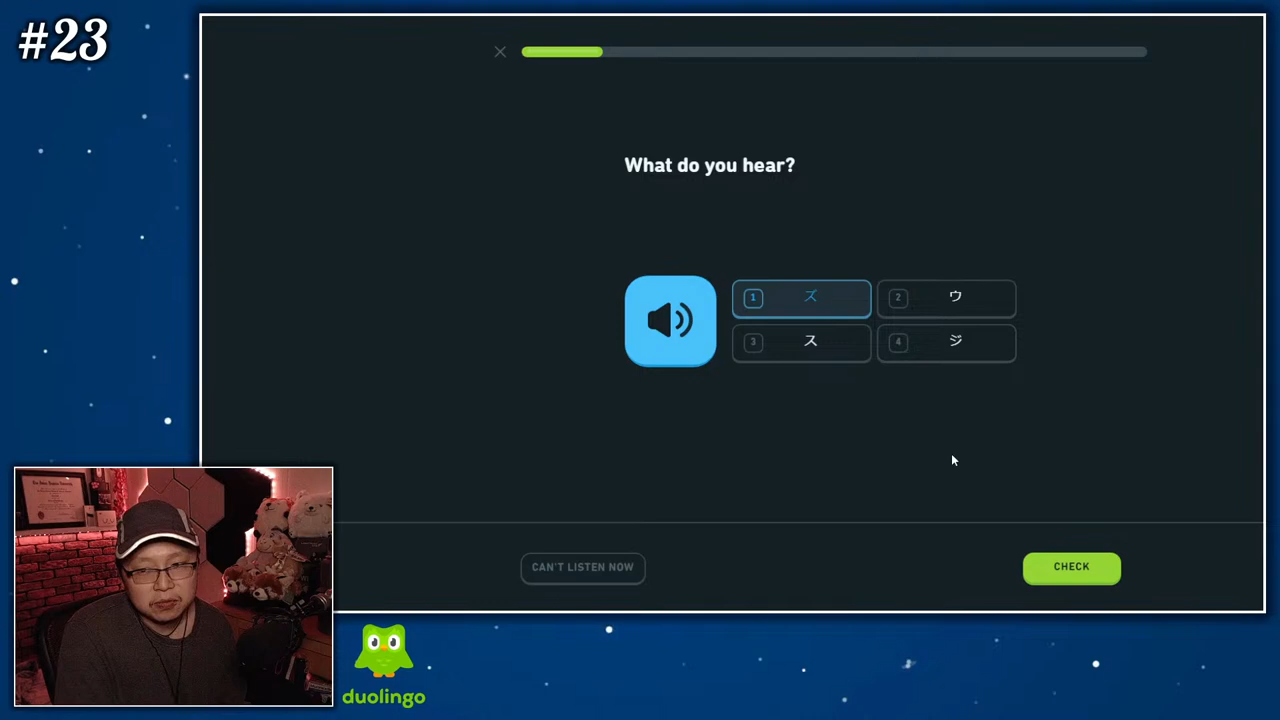 #23
What do you hear?
1 ズ
2 ウ
3 ス
4 ジ
CAN'T LISTEN NOW
CHECK
duolingo